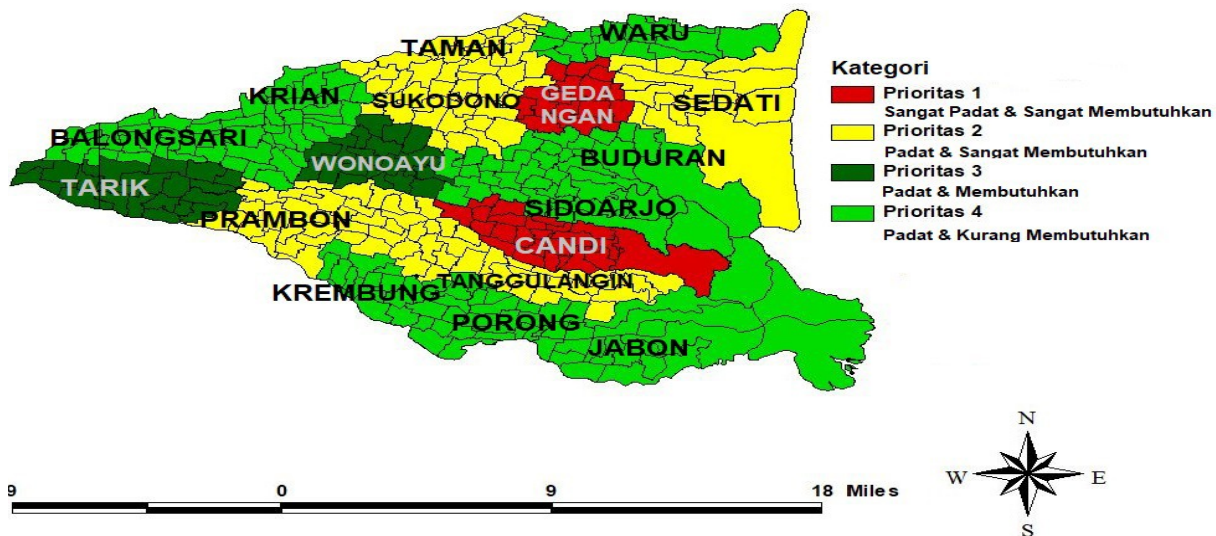 WARU
TAMAN
KRIAN
SUKODONO
GEDA
NGAN
SEDATI
BALONGSARI
WONOAYU
BUDURAN
TARIK
PRAMBON
SIDOARJO
CANDI
TANGGULANGIN
KREMBUNG
PORONG
JABON
Kategori
Prioritas 1
Sangat Padat & Sangat Membutuhkan
Prioritas 2
Padat & Sangat Membutuhkan
Prioritas 3
Padat & Membutuhkan
Prioritas 4
Padat & Kurang Membutuhkan
N
W
E
S
9 0 9 18 Miles